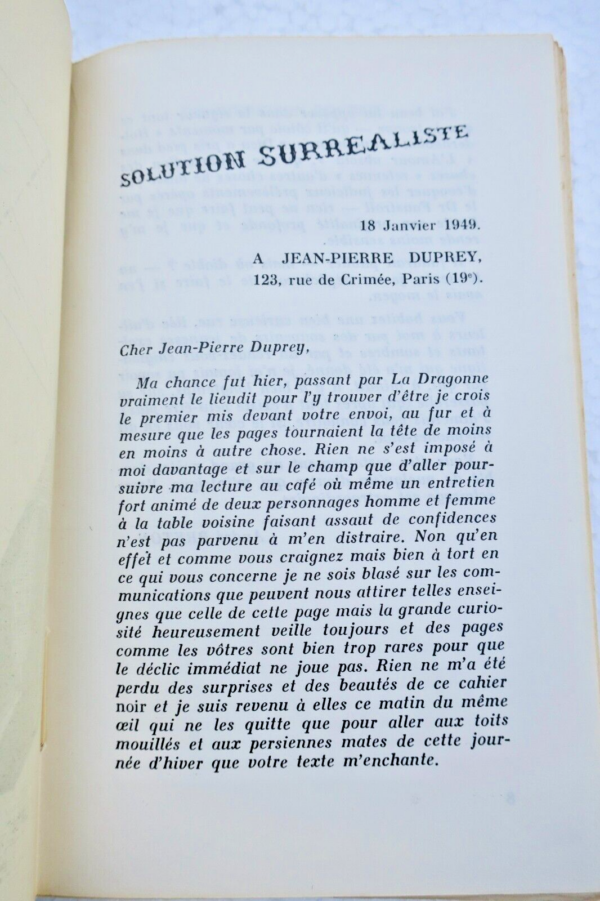 SOLUTION SURREALISTE
18 Janvier 1949.
A JEAN-PIERRE DUPREY,
123, rue de Crimée, Paris (19e).
Cher Jean-Pierre Duprey,
Ma chance fut hier, passant par La Dragonne
vraiment le lieudit pour l'y trouver d'être je crois
le premier mis devant votre envoi, au fur et à
mesure que les pages tournaient la tête de moins
en moins à autre chose. Rien ne s'est imposé à
moi davantage et sur le champ que d'aller pour-
suivre ma lecture au café où même un entretien
fort animé de deux personnages homme et femme
à la table voisine faisant assaut de confidences
n'est pas parvenu à m'en distraire. Non qu'en
effet et comme vous craignez mais bien à tort en
ce qui vous concerne je ne sois blasé sur les com-
munications que peuvent nous attirer telles ensei-
gnes que celle de cette page mais la grande curio-
sité heureusement veille toujours et des pages
comme les vôtres sont bien trop rares pour que
le déclic immédiat ne joue pas. Rien ne m'a été
perdu des surprises et des beautés de ce cahier
noir et je suis revenu à elles ce matin du même
œil qui ne les quitte que pour aller aux toits
mouillés et aux persiennes mates de cette jour-
née d'hiver que votre texte m'enchante.